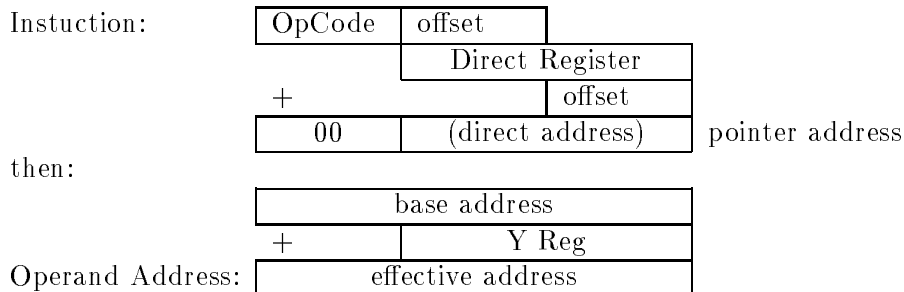 Instuction: OpCode offset
Direct Register
+ offset
00 (direct address) pointer address
then:
base address
+ Y Reg
Operand Address: effective address